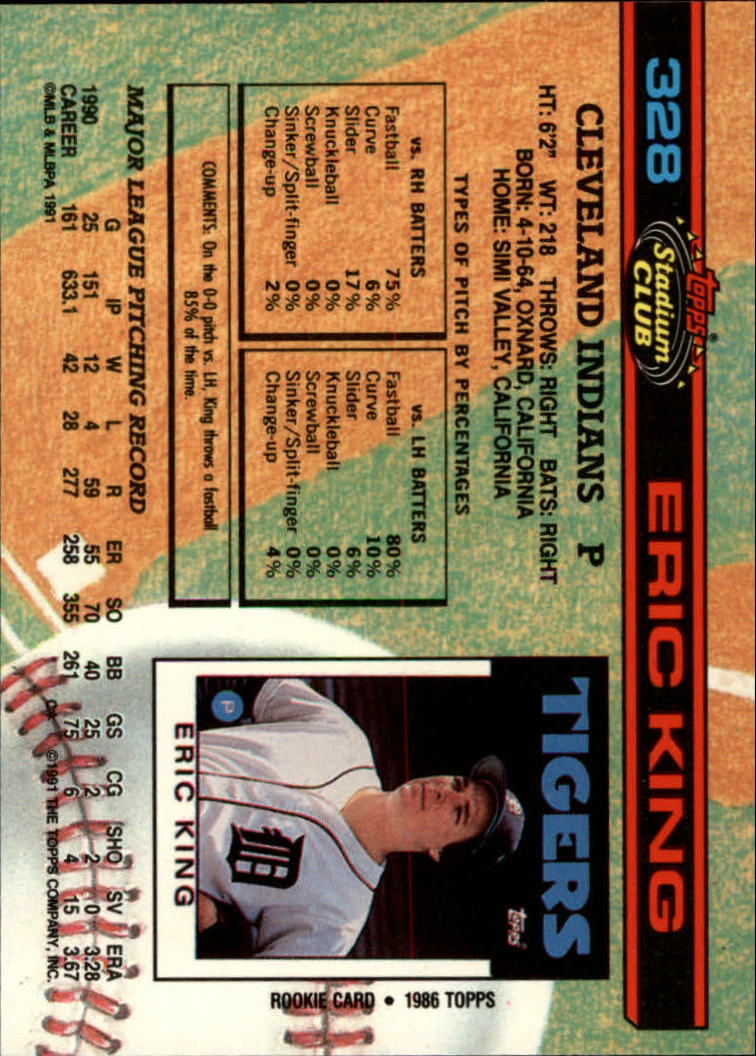 328
Topps®
Stadium
CLUB
ERIC KING
CLEVELAND INDIANS P
HT: 6'2" WT: 218 THROWS: RIGHT BATS: RIGHT
BORN: 4-10-64, OXNARD, CALIFORNIA
HOME: SIMI VALLEY, CALIFORNIA
TYPES OF PITCH BY PERCENTAGES
vs. RH BATTERS
Fastball 75%
Curve 6%
Slider 17%
Knuckleball 0%
Screwball 0%
Sinker/Split-finger 0%
Change-up 2%
vs. LH BATTERS
Fastball 80%
Curve 10%
Slider 6%
Knuckleball 0%
Screwball 0%
Sinker/Split-finger 0%
Change-up 4%
COMMENTS: On the 0-0 pitch vs. LH, King throws a fastball
85% of the time.
MAJOR LEAGUE PITCHING RECORD
G IP W L R ER SO BB GS CG SHO SV ERA
1990 25 151 12 4 59 55 70 40 25 2 2 0 3.28
CAREER 161 633.1 42 28 277 258 355 261 75 6 4 15 3.67
©MLB & MLBPA 1991
C* ©1991 THE TOPPS COMPANY, INC.
TIGERS
topps
D
P
ERIC KING
ROOKIE CARD • 1986 TOPPS